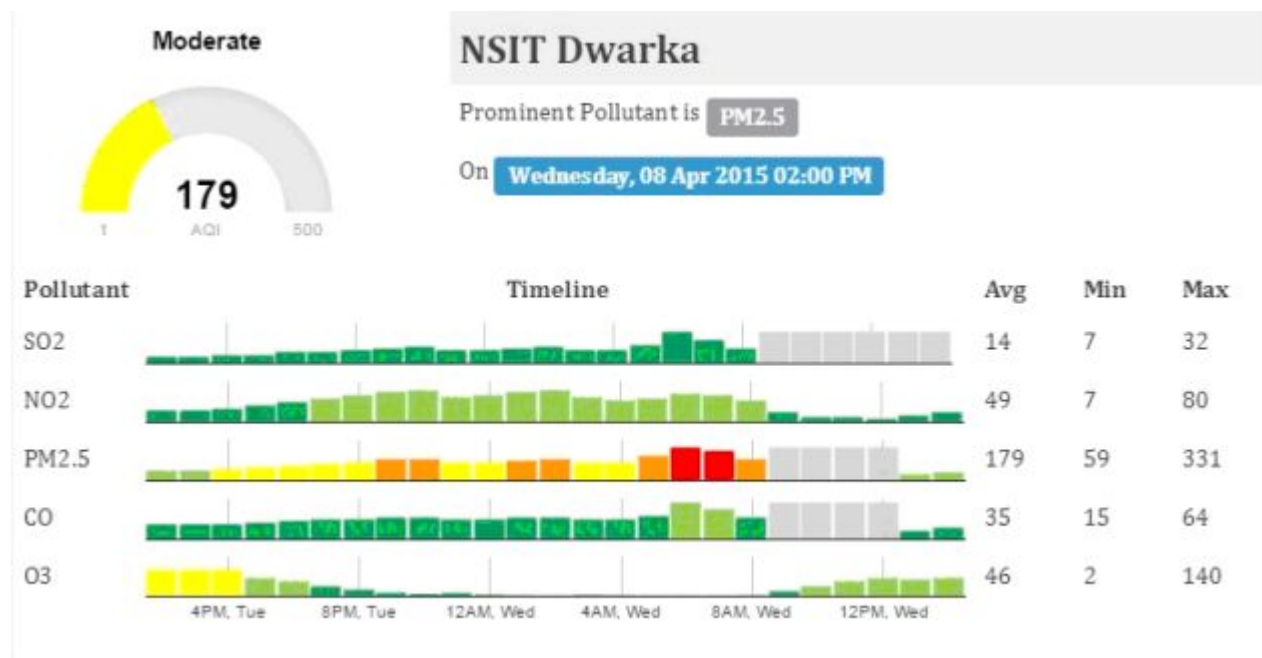 Moderate
179
1 AQI 500
NSIT Dwarka
Prominent Pollutant is PM2.5
On Wednesday, 08 Apr 2015 02:00 PM
Pollutant Timeline Avg Min Max
SO2 14 7 32
NO2 49 7 80
PM2.5 179 59 331
CO 35 15 64
O3 46 2 140
4PM, Tue 8PM, Tue 12AM, Wed 4AM, Wed 8AM, Wed 12PM, Wed